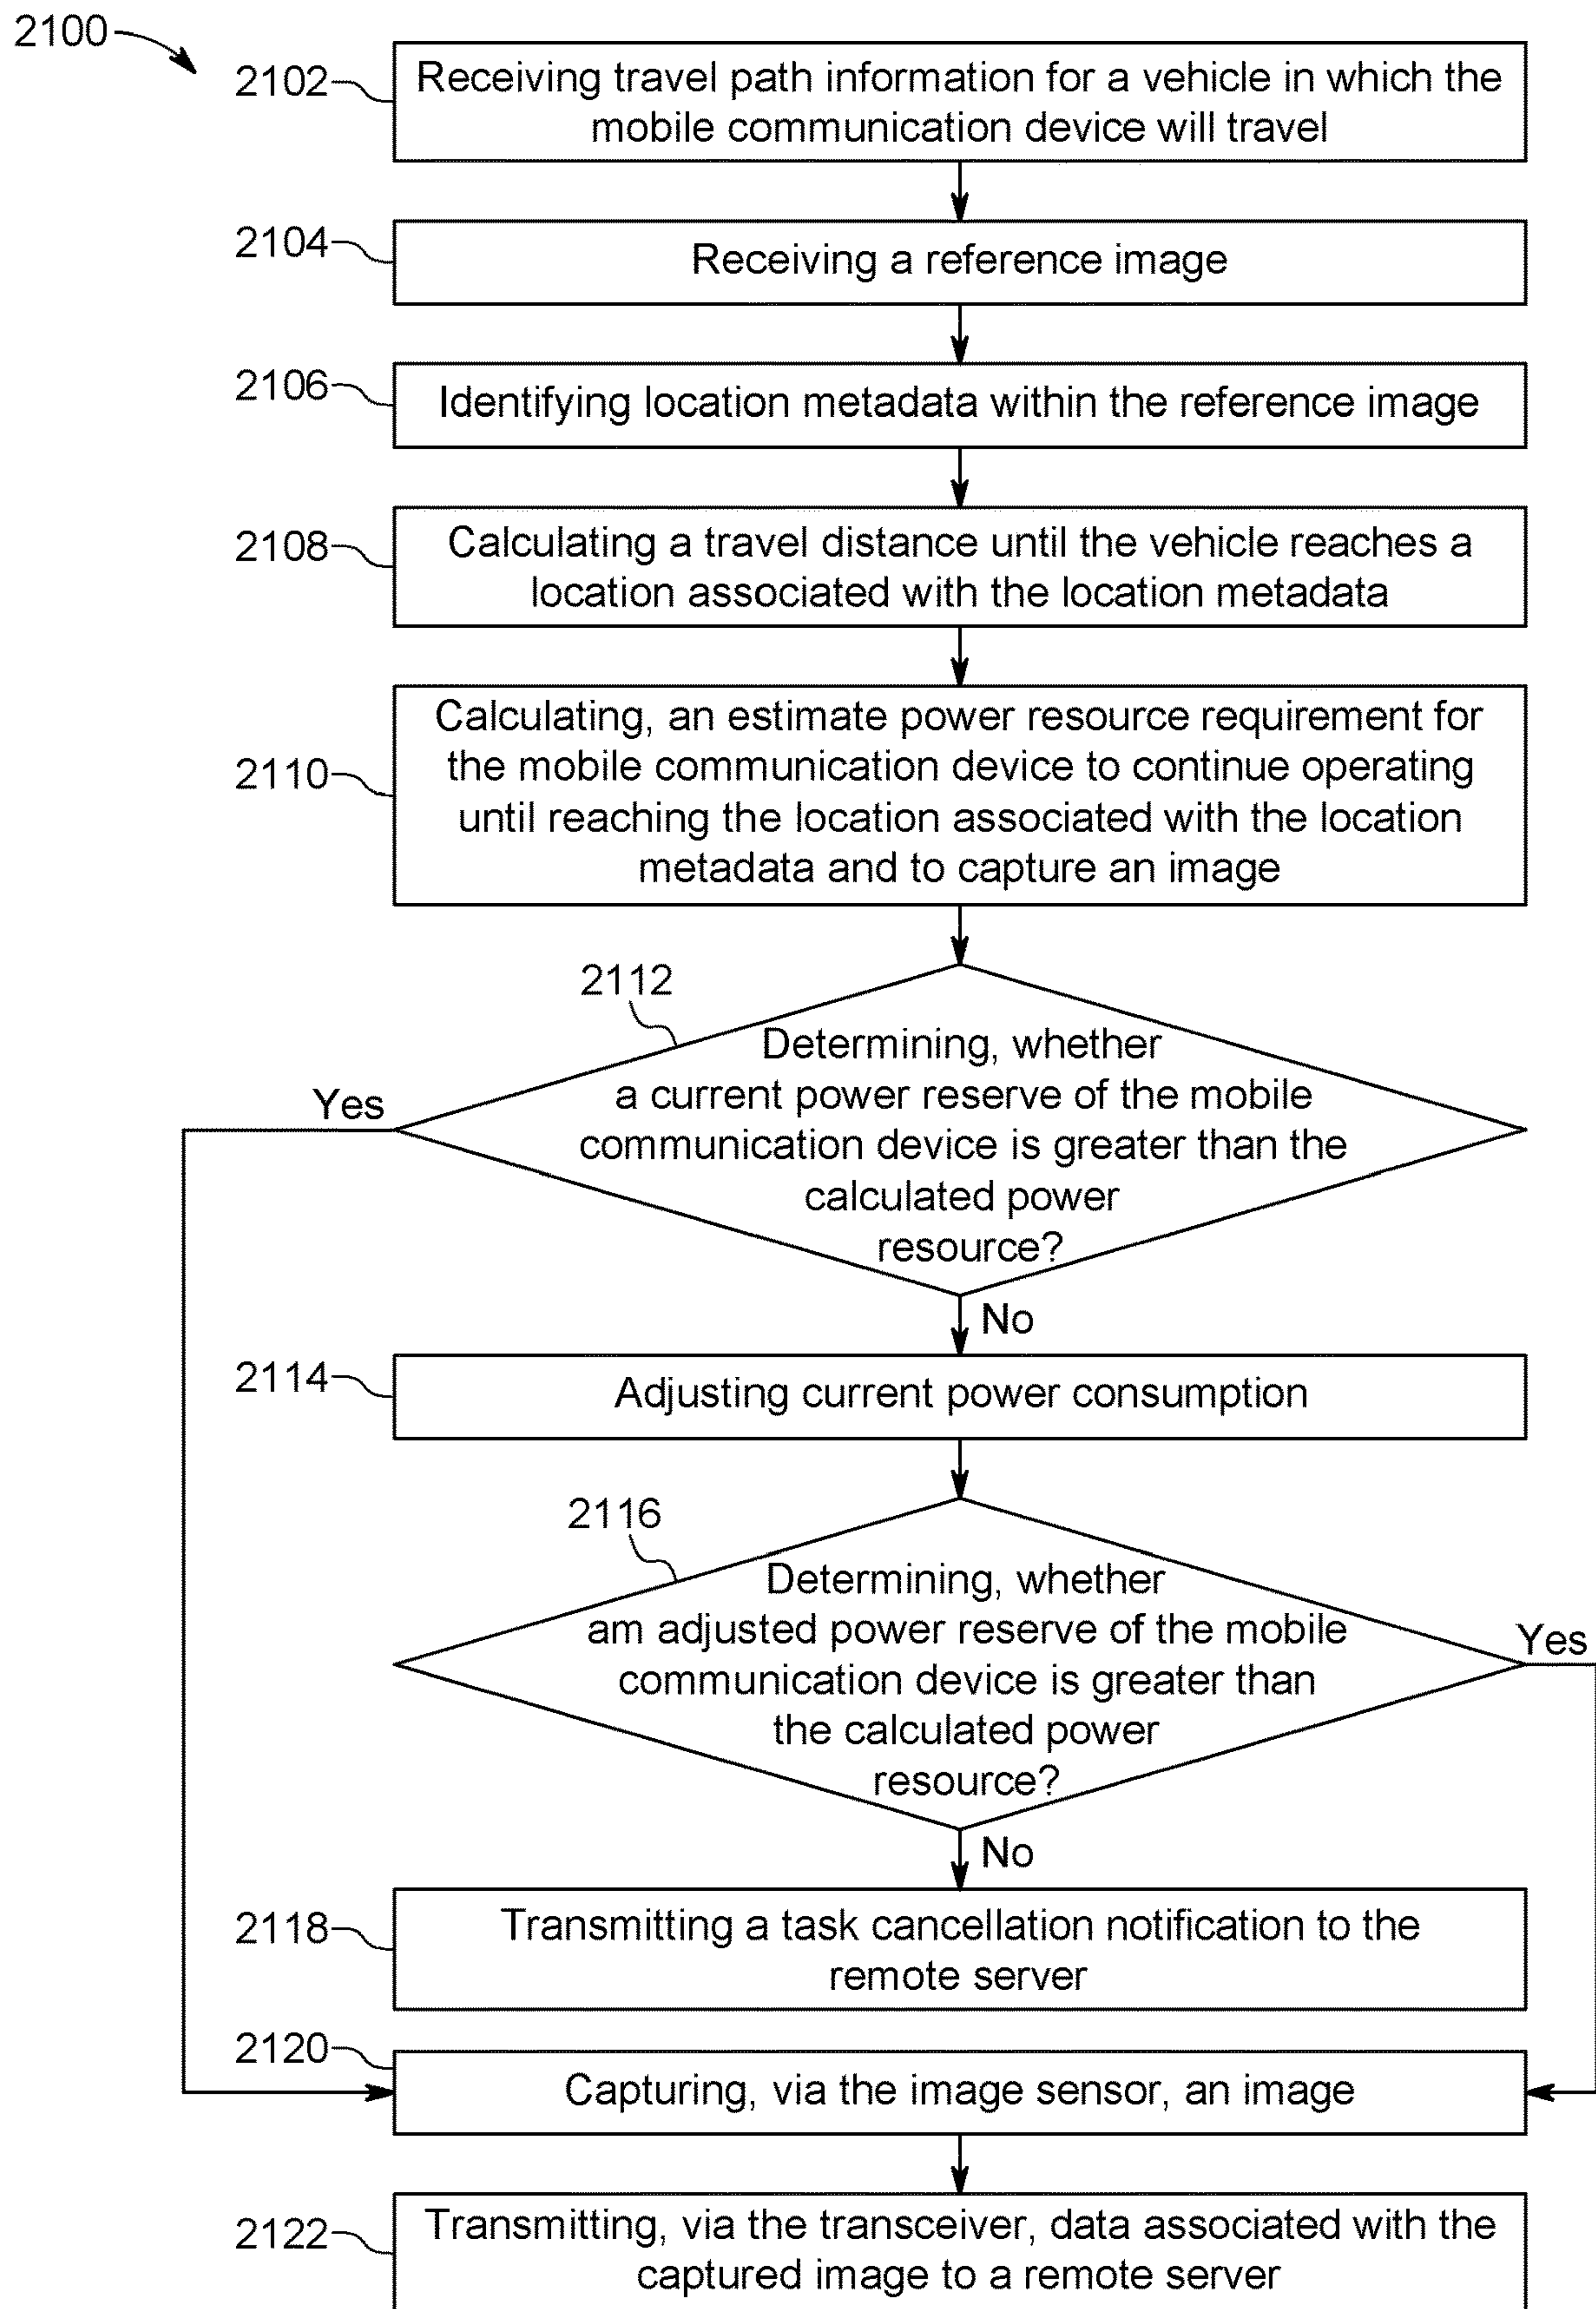 2100
2102
Receiving travel path information for a vehicle in which the
mobile communication device will travel
2104
Receiving a reference image
2106
Identifying location metadata within the reference image
2108
Calculating a travel distance until the vehicle reaches a
location associated with the location metadata
2110
Calculating, an estimate power resource requirement for
the mobile communication device to continue operating
until reaching the location associated with the location
metadata and to capture an image
2112
Determining, whether
a current power reserve of the mobile
communication device is greater than the
calculated power
resource?
Yes
No
2114
Adjusting current power consumption
2116
Determining, whether
am adjusted power reserve of the mobile
communication device is greater than
the calculated power
resource?
Yes
No
2118
Transmitting a task cancellation notification to the
remote server
2120
Capturing, via the image sensor, an image
2122
Transmitting, via the transceiver, data associated with the
captured image to a remote server